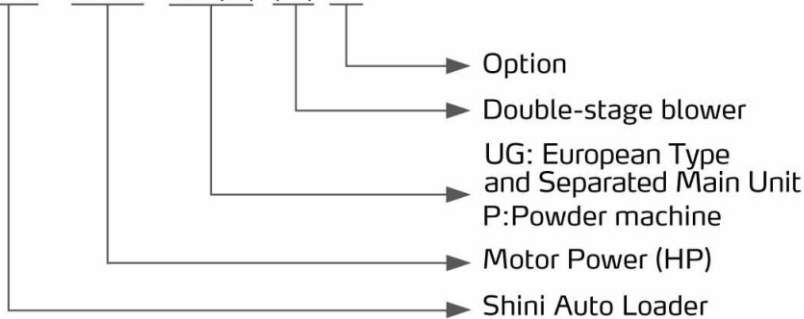 Option
Double-stage blower
UG: European Type
and Separated Main Unit
P:Powder machine
Motor Power (HP)
Shini Auto Loader